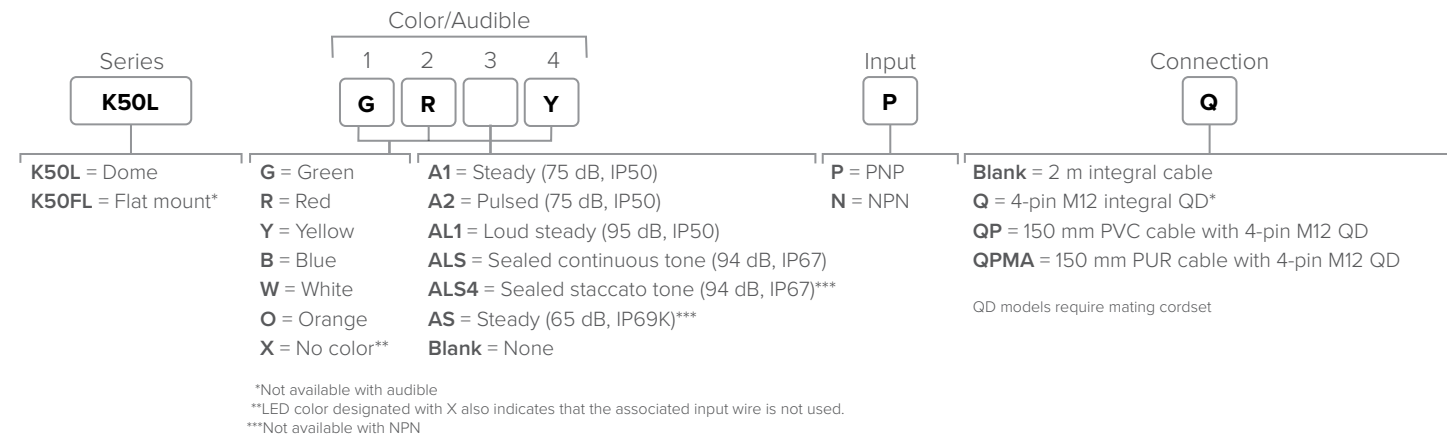 Color/Audible
Series
1 2 3 4
Input
Connection
K50L
G R Y
P
Q
K50L = Dome
K50FL = Flat mount*
G = Green
R = Red
Y = Yellow
B = Blue
W = White
O = Orange
X = No color**
A1 = Steady (75 dB, IP50)
A2 = Pulsed (75 dB, IP50)
AL1 = Loud steady (95 dB, IP50)
ALS = Sealed continuous tone (94 dB, IP67)
ALS4 = Sealed staccato tone (94 dB, IP67)***
AS = Steady (65 dB, IP69K)***
Blank = None
P = PNP
N = NPN
Blank = 2 m integral cable
Q = 4-pin M12 integral QD*
QP = 150 mm PVC cable with 4-pin M12 QD
QPMA = 150 mm PUR cable with 4-pin M12 QD
QD models require mating cordset
*Not available with audible
**LED color designated with X also indicates that the associated input wire is not used.
***Not available with NPN